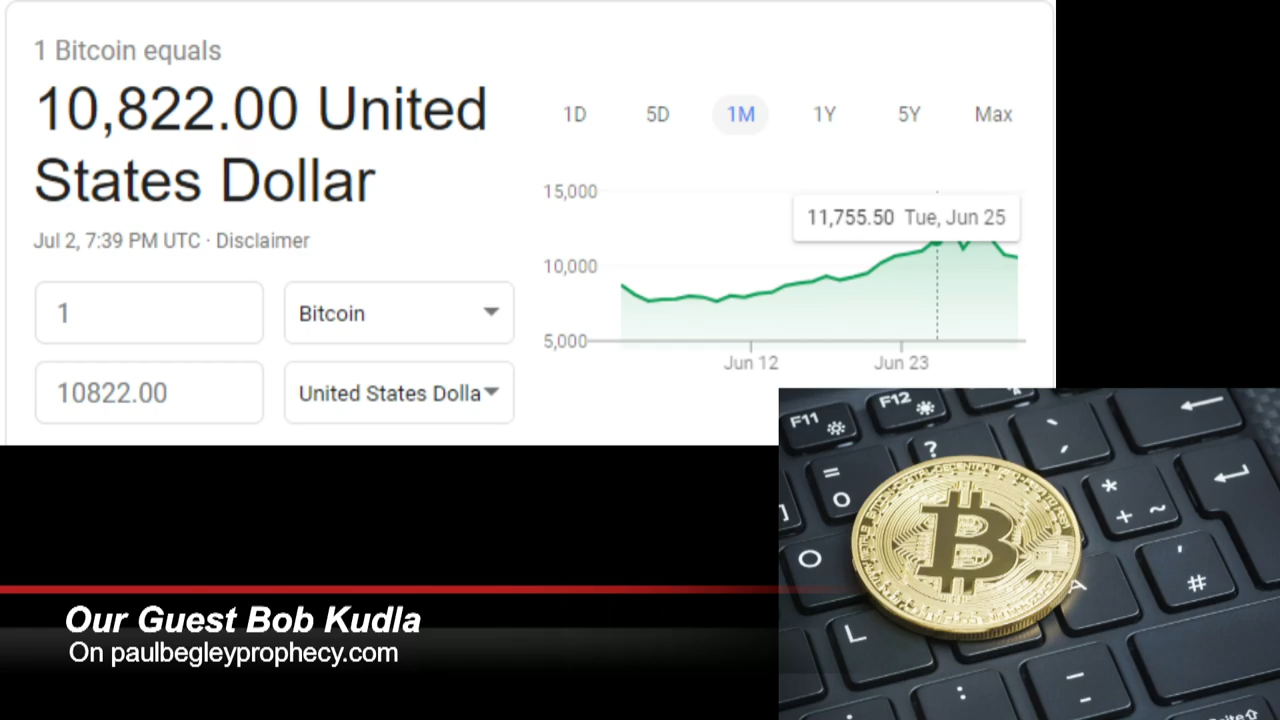 1 Bitcoin equals
10,822.00 United
States Dollar
Jul 2, 7:39 PM UTC · Disclaimer
1 Bitcoin
10822.00 United States Dolla
1D 5D 1M 1Y 5Y Max
15,000
11,755.50 Tue, Jun 25
10,000
5,000
Jun 12 Jun 23
F11 F12
?
` ´
=
0
* + ~
]
O
B
A
' #
L
:
;
-
_
Our Guest Bob Kudla
On paulbegleyprophecy.com